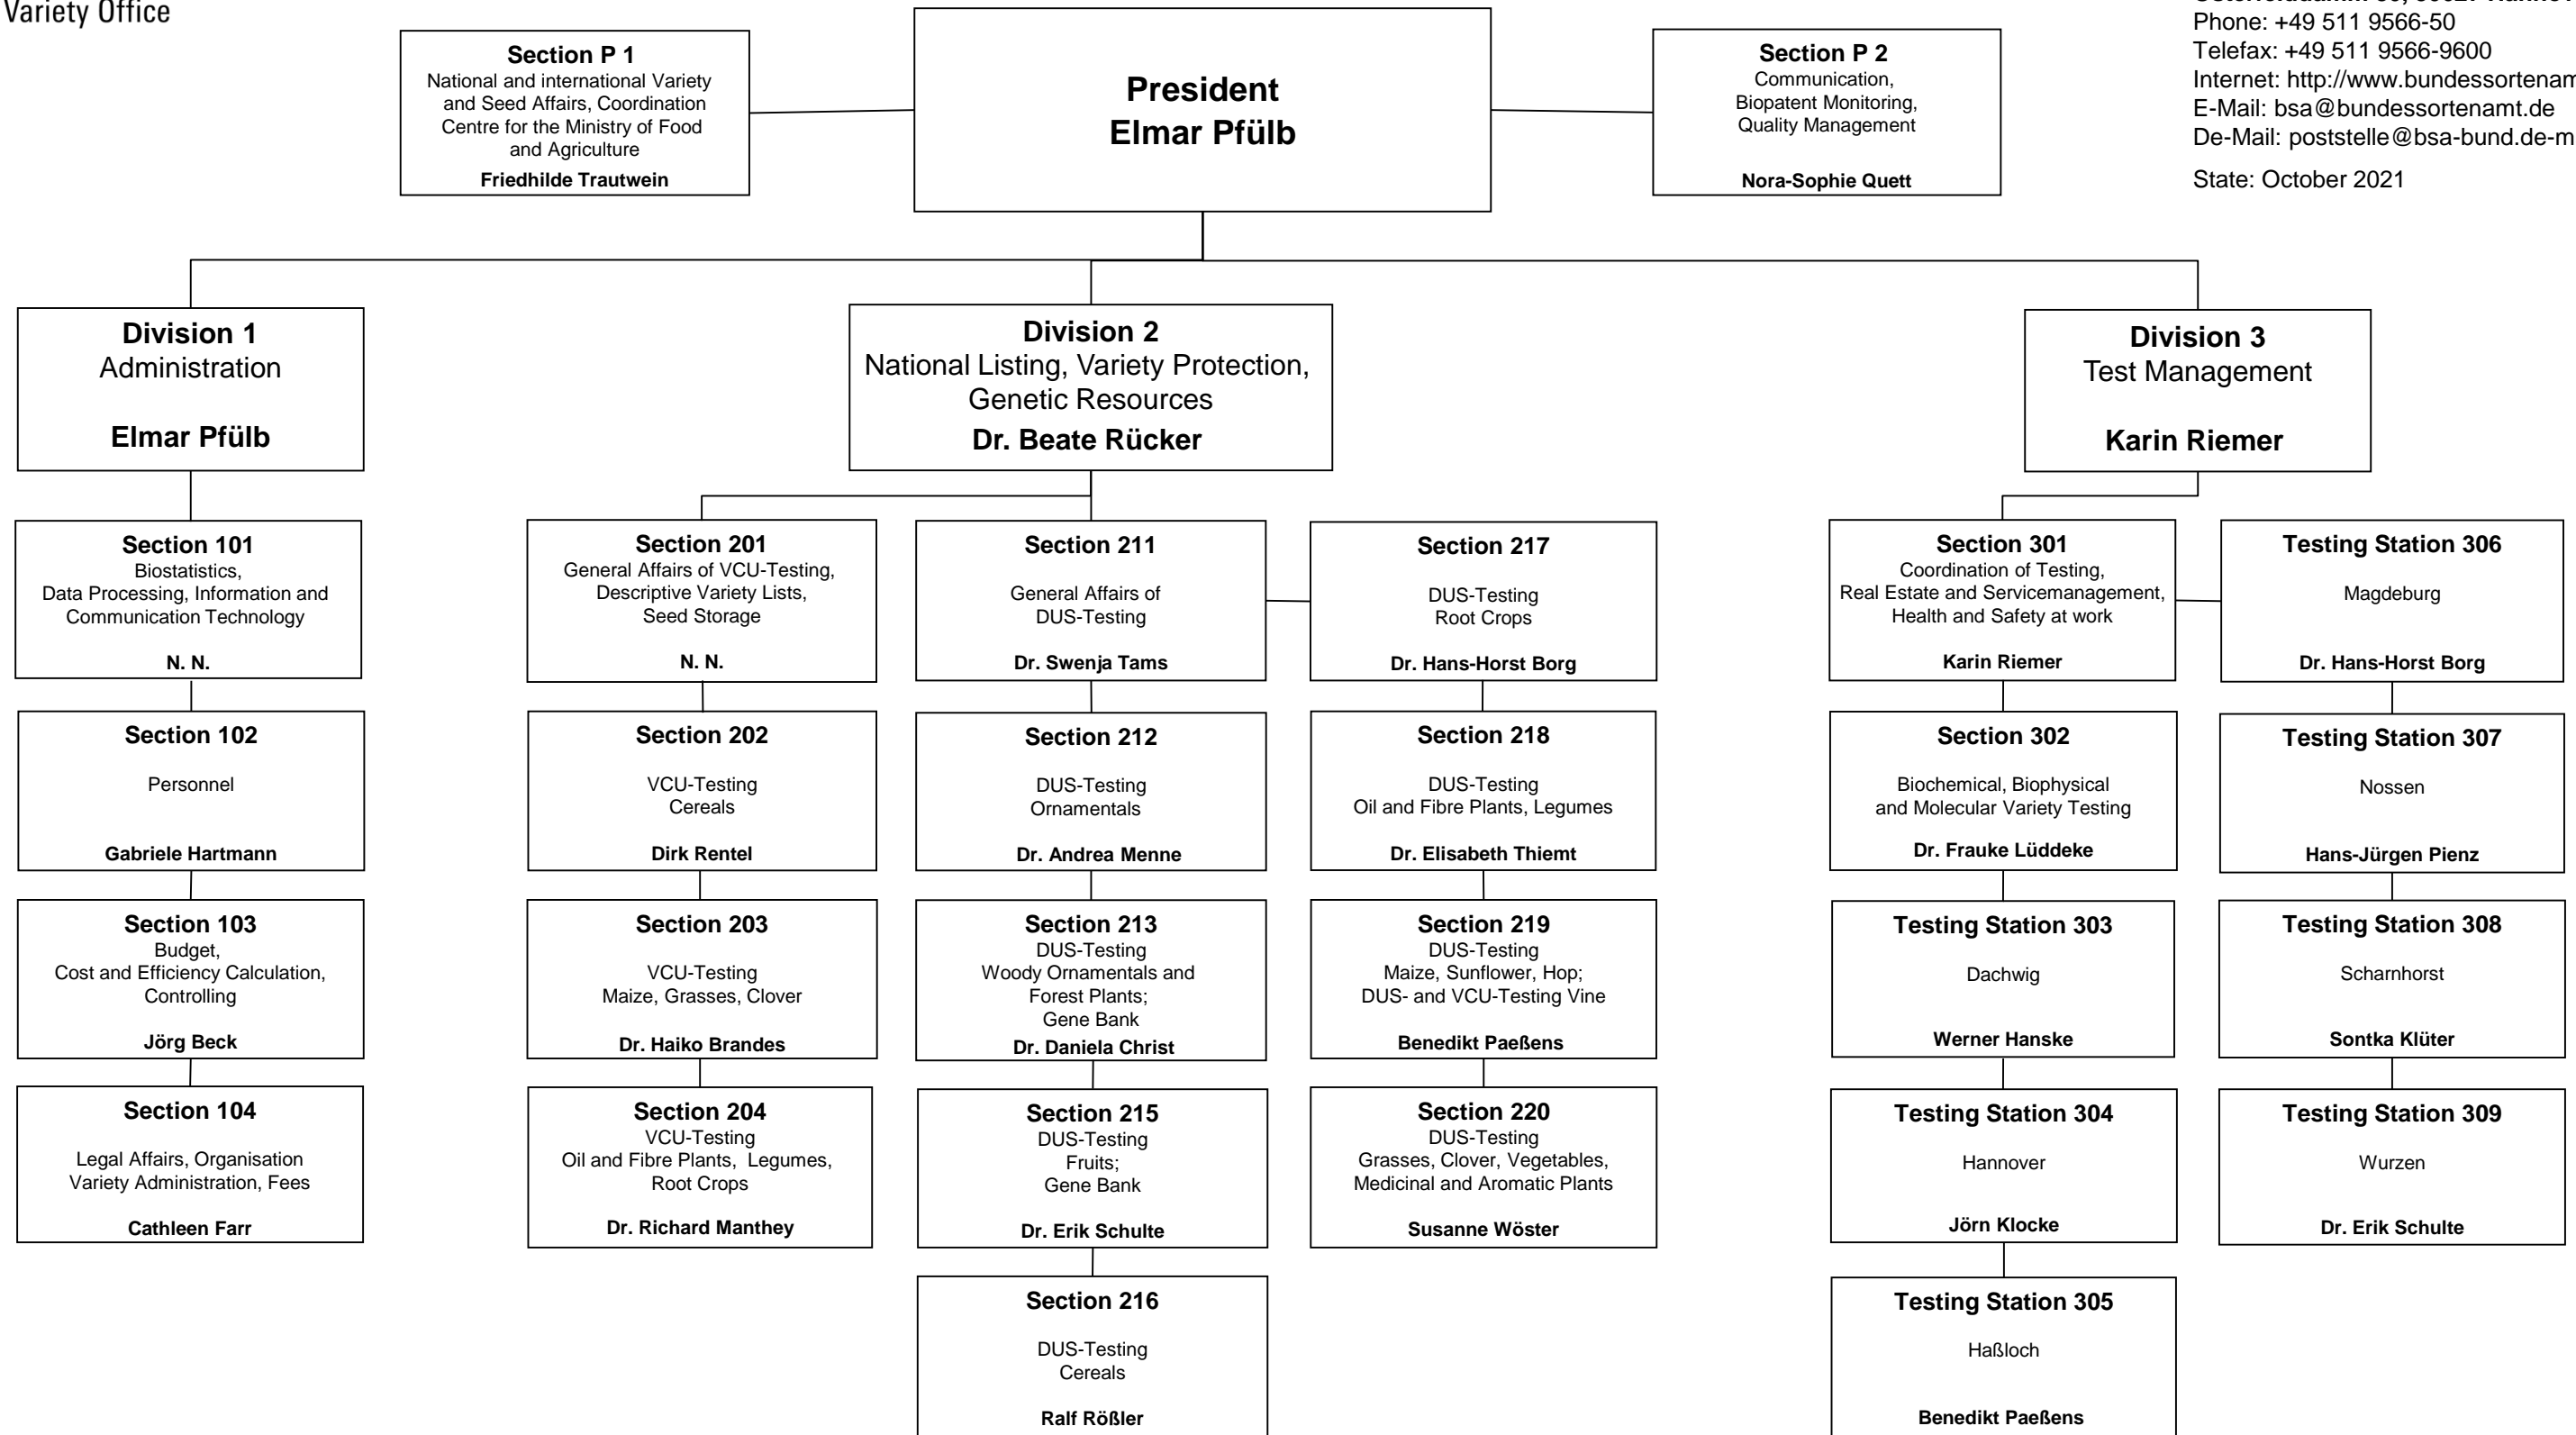 Variety Office
Phone: +49 511 9566-50
Telefax: +49 511 9566-9600
Internet: http://www.bundessortenam
E-Mail: bsa@bundessortenamt.de
De-Mail: poststelle@bsa-bund.de-m
State: October 2021
Section P 1
National and international Variety
and Seed Affairs, Coordination
Centre for the Ministry of Food
and Agriculture
Friedhilde Trautwein
President
Elmar Pfülb
Section P 2
Communication,
Biopatent Monitoring,
Quality Management
Nora-Sophie Quett
Division 1
Administration
Elmar Pfülb
Division 2
National Listing, Variety Protection,
Genetic Resources
Dr. Beate Rücker
Division 3
Test Management
Karin Riemer
Section 101
Biostatistics,
Data Processing, Information and
Communication Technology
N. N.
Section 102
Personnel
Gabriele Hartmann
Section 103
Budget,
Cost and Efficiency Calculation,
Controlling
Jörg Beck
Section 104
Legal Affairs, Organisation
Variety Administration, Fees
Cathleen Farr
Section 201
General Affairs of VCU-Testing,
Descriptive Variety Lists,
Seed Storage
N. N.
Section 202
VCU-Testing
Cereals
Dirk Rentel
Section 203
VCU-Testing
Maize, Grasses, Clover
Dr. Haiko Brandes
Section 204
VCU-Testing
Oil and Fibre Plants, Legumes,
Root Crops
Dr. Richard Manthey
Section 211
General Affairs of
DUS-Testing
Dr. Swenja Tams
Section 212
DUS-Testing
Ornamentals
Dr. Andrea Menne
Section 213
DUS-Testing
Woody Ornamentals and
Forest Plants;
Gene Bank
Dr. Daniela Christ
Section 215
DUS-Testing
Fruits;
Gene Bank
Dr. Erik Schulte
Section 216
DUS-Testing
Cereals
Ralf Rößler
Section 217
DUS-Testing
Root Crops
Dr. Hans-Horst Borg
Section 218
DUS-Testing
Oil and Fibre Plants, Legumes
Dr. Elisabeth Thiemt
Section 219
DUS-Testing
Maize, Sunflower, Hop;
DUS- and VCU-Testing Vine
Benedikt Paeßens
Section 220
DUS-Testing
Grasses, Clover, Vegetables,
Medicinal and Aromatic Plants
Susanne Wöster
Section 301
Coordination of Testing,
Real Estate and Servicemanagement,
Health and Safety at work
Karin Riemer
Section 302
Biochemical, Biophysical
and Molecular Variety Testing
Dr. Frauke Lüddeke
Testing Station 303
Dachwig
Werner Hanske
Testing Station 304
Hannover
Jörn Klocke
Testing Station 305
Haßloch
Benedikt Paeßens
Testing Station 306
Magdeburg
Dr. Hans-Horst Borg
Testing Station 307
Nossen
Hans-Jürgen Pienz
Testing Station 308
Scharnhorst
Sontka Klüter
Testing Station 309
Wurzen
Dr. Erik Schulte